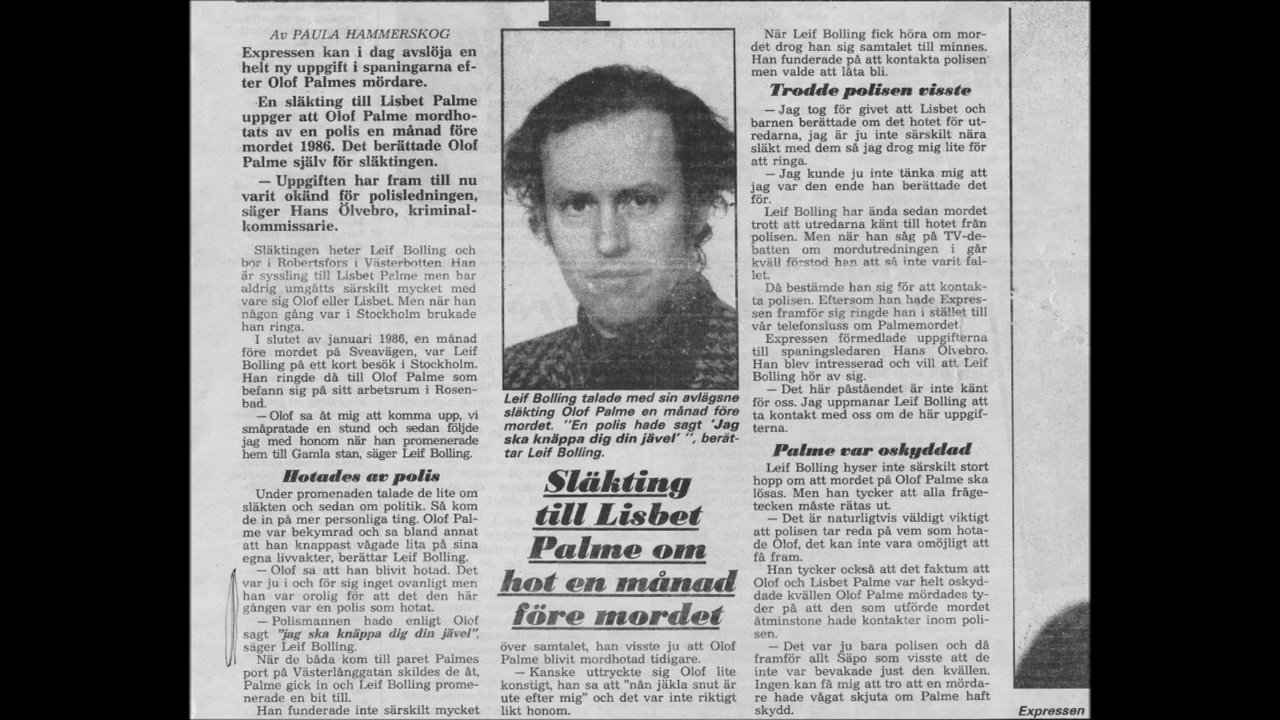 Av PAULA HAMMERSKOG
Expressen kan i dag avslöja en
helt ny uppgift i spaningarna ef-
ter Olof Palmes mördare.
En släkting till Lisbet Palme
uppger att Olof Palme mordho-
tats av en polis en månad före
mordet 1986. Det berättade Olof
Palme själv för släktingen.
— Uppgiften har fram till nu
varit okänd för polisledningen,
säger Hans Ölvebro, kriminal-
kommissarie.
Släktingen heter Leif Bolling och
bor i Robertsfors i Västerbotten. Han
är syssling till Lisbet Palme men har
aldrig umgåtts särskilt mycket med
vare sig Olof eller Lisbet. Men när han
någon gång var i Stockholm brukade
han ringa.
I slutet av januari 1986, en månad
före mordet på Sveavägen, var Leif
Bolling på ett kort besök i Stockholm.
Han ringde då till Olof Palme som
befann sig på sitt arbetsrum i Rosen-
bad.
— Olof sa åt mig att komma upp, vi
småpratade en stund och sedan följde
jag med honom när han promenerade
hem till Gamla stan, säger Leif Bolling.
Hotades av polis
Under promenaden talade de lite om
släkten och sedan om politik. Så kom
de in på mer personliga ting. Olof Pal-
me var bekymrad och sa bland annat
att han knappast vågade lita på sina
egna livvakter, berättar Leif Bolling.
— Olof sa att han blivit hotad. Det
var ju i och för sig inget ovanligt men
han var orolig för att det den här
gången var en polis som hotat.
— Polismannen hade enligt Olof
sagt "jag ska knäppa dig din jävel",
säger Leif Bolling.
När de båda kom till paret Palmes
port på Västerlånggatan skildes de åt,
Palme gick in och Leif Bolling prome-
nerade en bit till.
Han funderade inte särskilt mycket
Leif Bolling talade med sin avlägsne
släkting Olof Palme en månad före
mordet. "En polis hade sagt 'Jag
ska knäppa dig din jävel' ", berät-
tar Leif Bolling.
Släkting
till Lisbet
Palme om
hot en månad
före mordet
över samtalet, han visste ju att Olof
Palme blivit mordhotad tidigare.
— Kanske uttryckte sig Olof lite
konstigt, han sa att "nån jäkla snut är
ute efter mig" och det var inte riktigt
likt honom.
När Leif Bolling fick höra om mor-
det drog han sig samtalet till minnes.
Han funderade på att kontakta polisen
men valde att låta bli.
Trodde polisen visste
— Jag tog för givet att Lisbet och
barnen berättade om det hotet för ut-
redarna, jag är ju inte särskilt nära
släkt med dem så jag drog mig lite för
att ringa.
— Jag kunde ju inte tänka mig att
jag var den ende han berättade det
för.
Leif Bolling har ända sedan mordet
trott att utredarna känt till hotet från
polisen. Men när han såg på TV-de-
batten om mordutredningen i går
kväll förstod han att så inte varit fal-
let.
Då bestämde han sig för att kontak-
ta polisen. Eftersom han hade Expres-
sen framför sig ringde han i stället till
vår telefonsluss om Palmemordet.
Expressen förmedlade uppgifterna
till spaningsledaren Hans Ölvebro.
Han blev intresserad och vill att Leif
Bolling hör av sig.
— Det här påståendet är inte känt
för oss. Jag uppmanar Leif Bolling att
ta kontakt med oss om de här uppgif-
terna.
Palme var oskyddad
Leif Bolling hyser inte särskilt stort
hopp om att mordet på Olof Palme ska
lösas. Men han tycker att alla fråge-
tecken måste rätas ut.
— Det är naturligtvis väldigt viktigt
att polisen tar reda på vem som hota-
de Olof, det kan inte vara omöjligt att
få fram.
Han tycker också att det faktum att
Olof och Lisbet Palme var helt oskyd-
dade kvällen Olof Palme mördades ty-
der på att den som utförde mordet
åtminstone hade kontakter inom poli-
sen.
— Det var ju bara polisen och då
framför allt Säpo som visste att de
inte var bevakade just den kvällen.
Ingen kan få mig att tro att en mörda-
re hade vågat skjuta om Palme haft
skydd.
Expressen